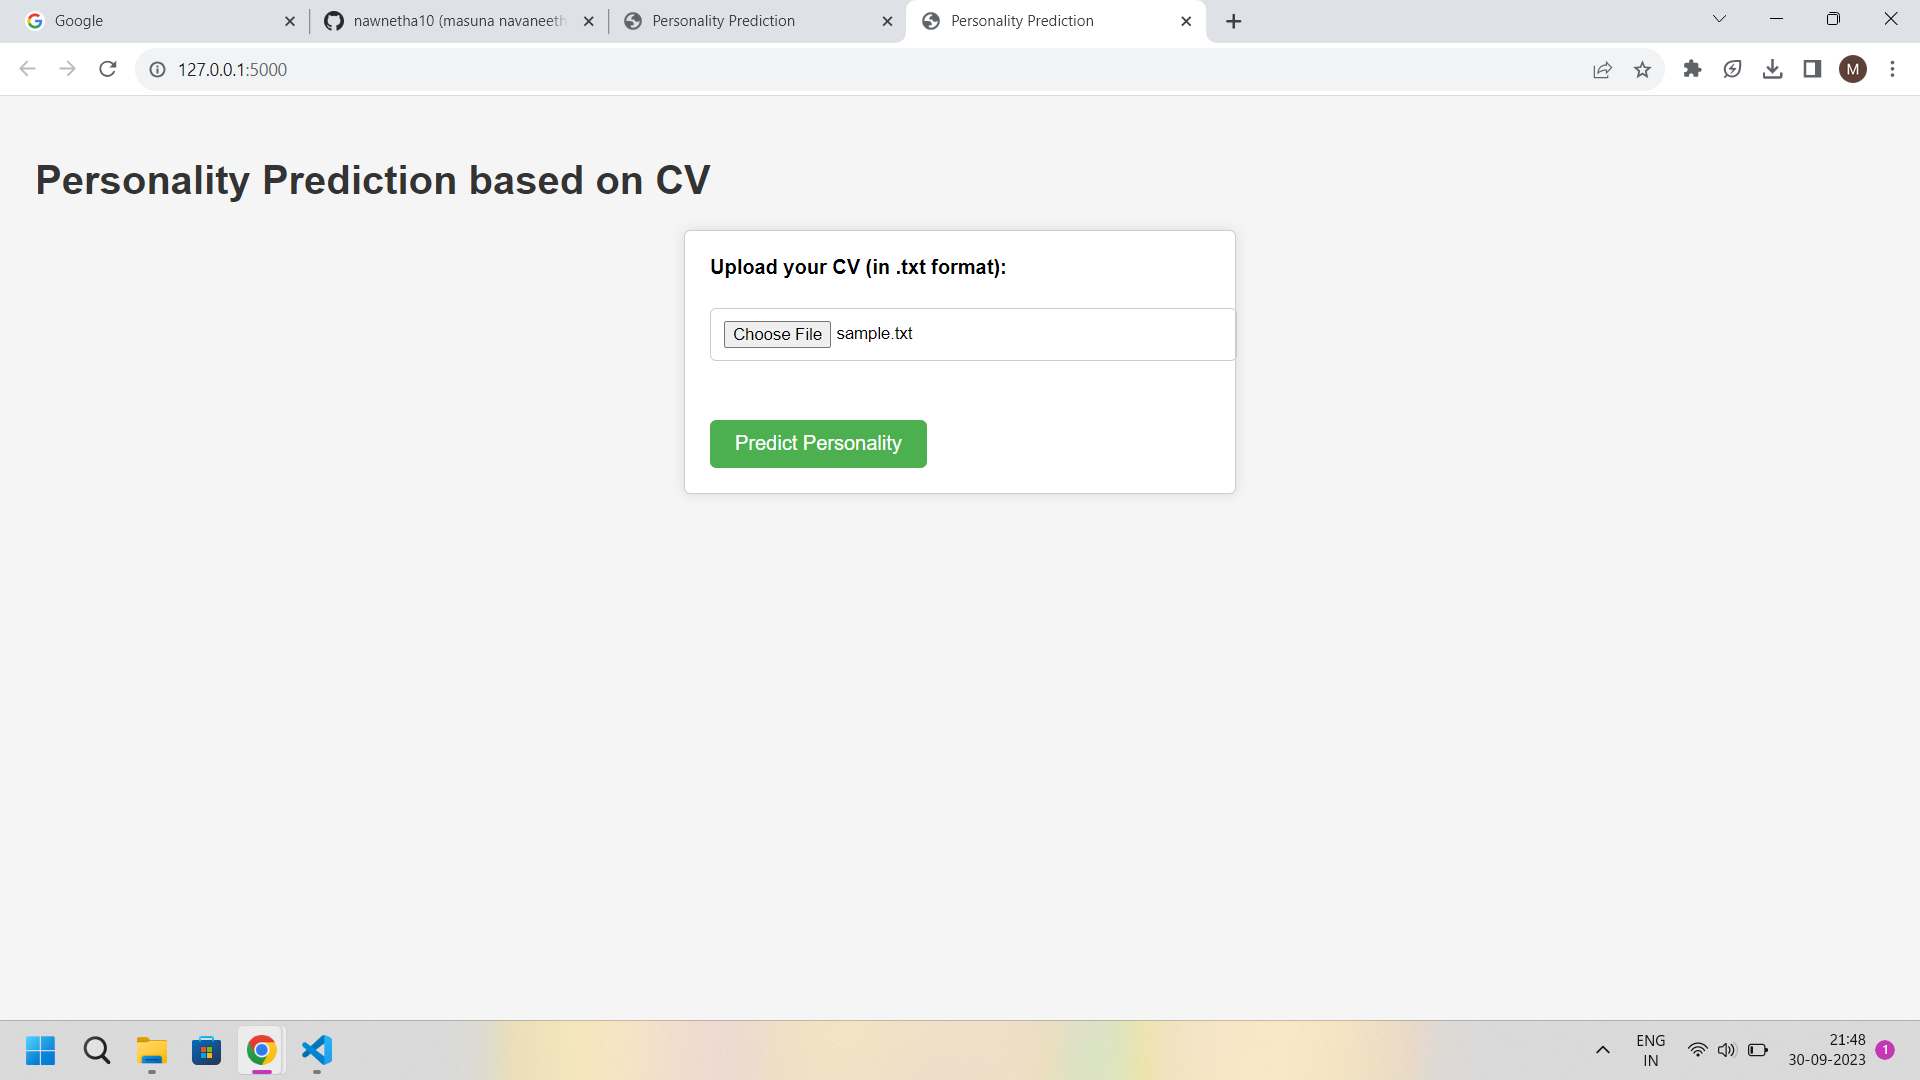 Google
nawnetha10 (masuna navaneeth
Personality Prediction
Personality Prediction
127.0.0.1:5000
M
Personality Prediction based on CV
Upload your CV (in .txt format):
Choose File sample.txt
Predict Personality
ENG
IN
21:48
30-09-2023
1